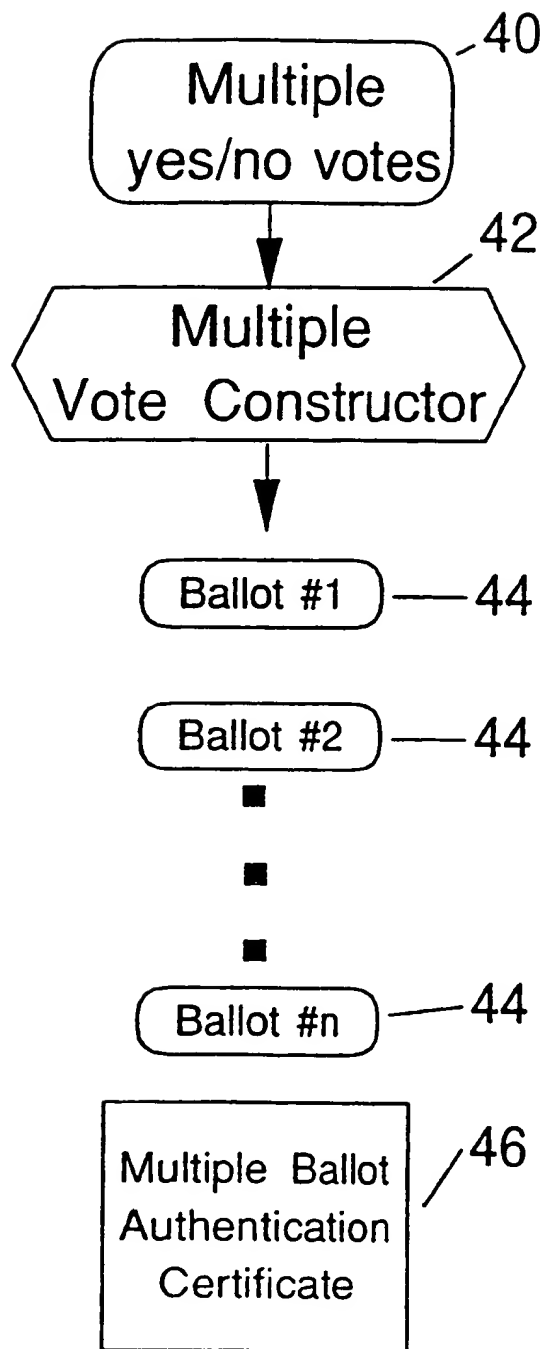 40
Multiple
yes/no votes
42
Multiple
Vote Constructor
Ballot #1 44
Ballot #2 44
Ballot #n 44
46
Multiple Ballot
Authentication
Certificate